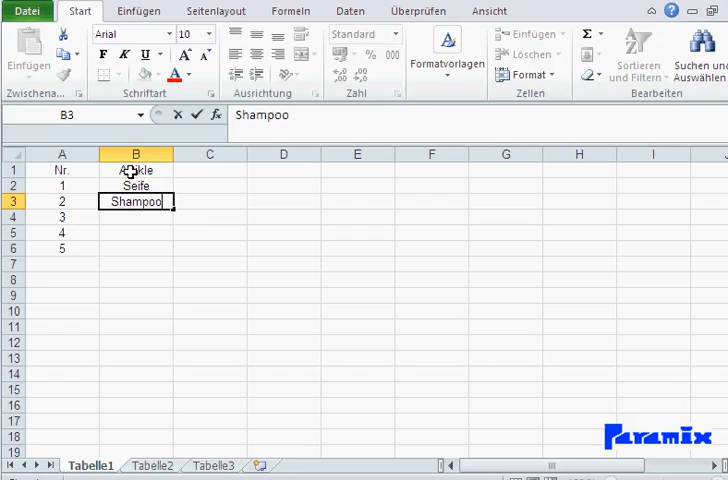 Datei Start Einfügen Seitenlayout Formeln Daten Überprüfen Ansicht
Einfügen
Arial 10
F K U
Standard
% 000
Formatvorlagen
Einfügen
Löschen
Format
Σ
Sortieren und Filtern
Suchen und Auswählen
Zwischena... Schriftart Ausrichtung Zahl Zellen Bearbeiten
B3 fx Shampoo
A B C D E F G H I
1 Nr.
2 1 Seife
3 2 Shampoo
4 3
5 4
6 5
7
8
9
10
11
12
13
14
15
16
17
18
19
Paramix
Tabelle1 Tabelle2 Tabelle3